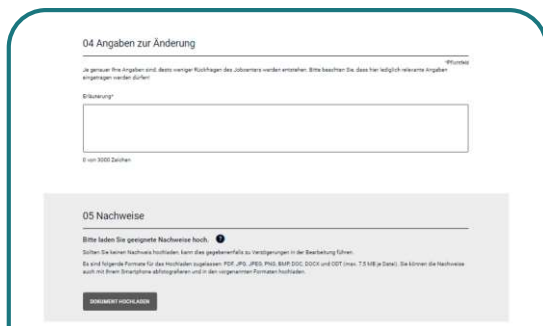 04 Angaben zur Änderung
*Pflichtfeld
Je genauer Ihre Angaben sind, desto weniger Rückfragen des Jobcenters werden entstehen. Bitte beachten Sie, dass hier lediglich relevante Angaben
eingetragen werden dürfen!
Erläuterung*
0 von 3000 Zeichen
05 Nachweise
Bitte laden Sie geeignete Nachweise hoch. ?
Sollten Sie keinen Nachweis hochladen, kann dies gegebenenfalls zu Verzögerungen in der Bearbeitung führen.
Es sind folgende Formate für das Hochladen zugelassen: PDF, JPG, JPEG, PNG, BMP, DOC, DOCX und ODT (max. 7.5 MB je Datei). Sie können die Nachweise
auch mit Ihrem Smartphone abfotografieren und in den vorgenannten Formaten hochladen.
DOKUMENT HOCHLADEN